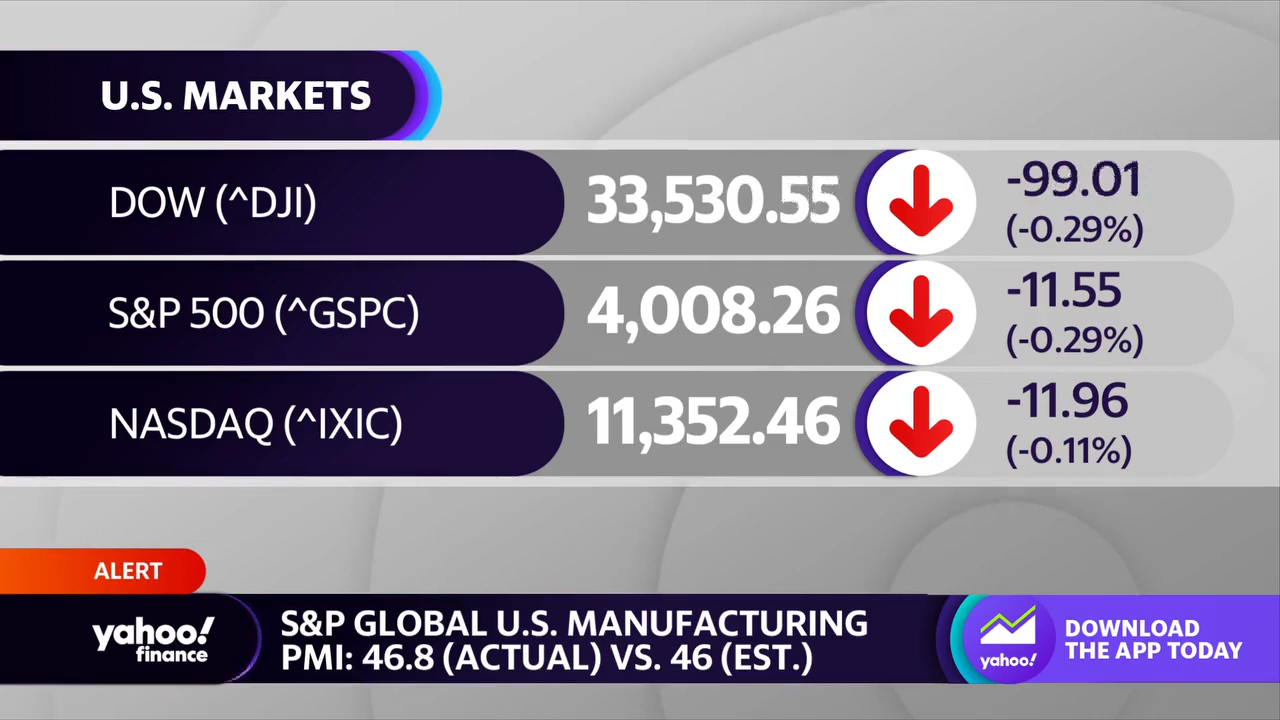 U.S. MARKETS
DOW (^DJI) 33,530.55 -99.01
(-0.29%)
S&P 500 (^GSPC) 4,008.26 -11.55
(-0.29%)
NASDAQ (^IXIC) 11,352.46 -11.96
(-0.11%)
ALERT
yahoo!
finance
S&P GLOBAL U.S. MANUFACTURING
PMI: 46.8 (ACTUAL) VS. 46 (EST.)
yahoo!
DOWNLOAD
THE APP TODAY